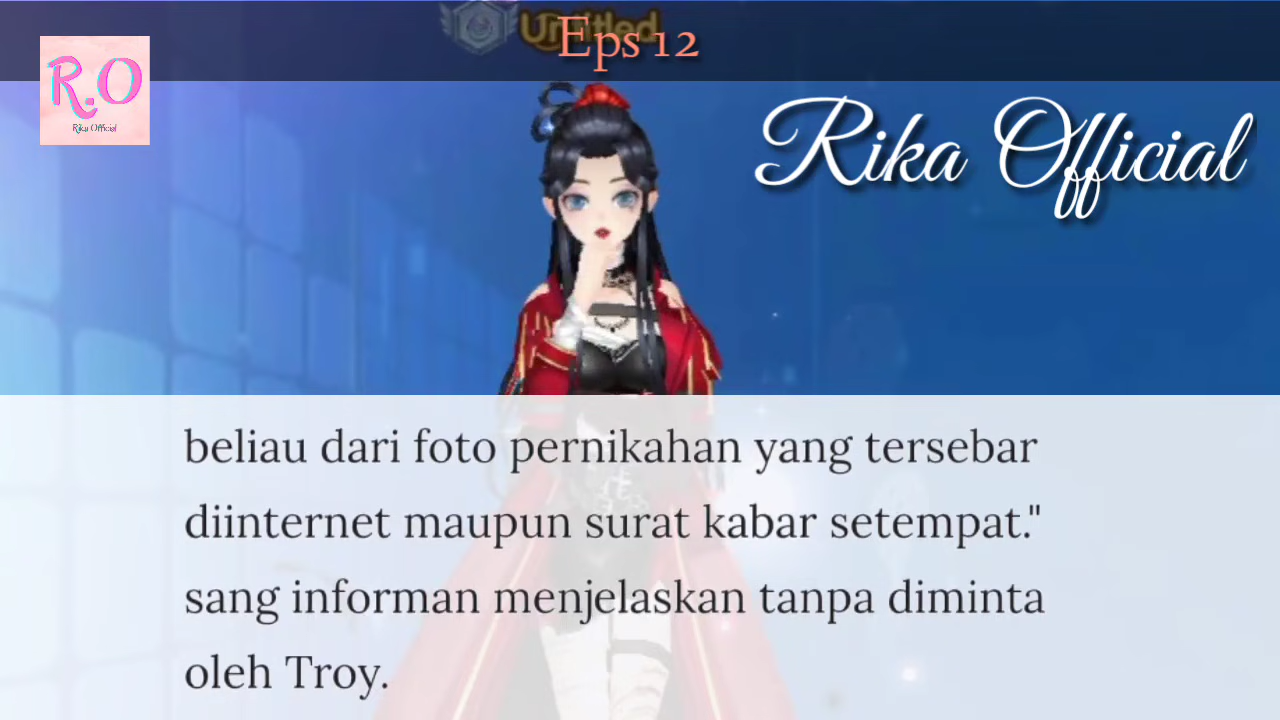 Untitled
Eps 12
R.O
Rika Official
Rika Official
beliau dari foto pernikahan yang tersebar
diinternet maupun surat kabar setempat."
sang informan menjelaskan tanpa diminta
oleh Troy.